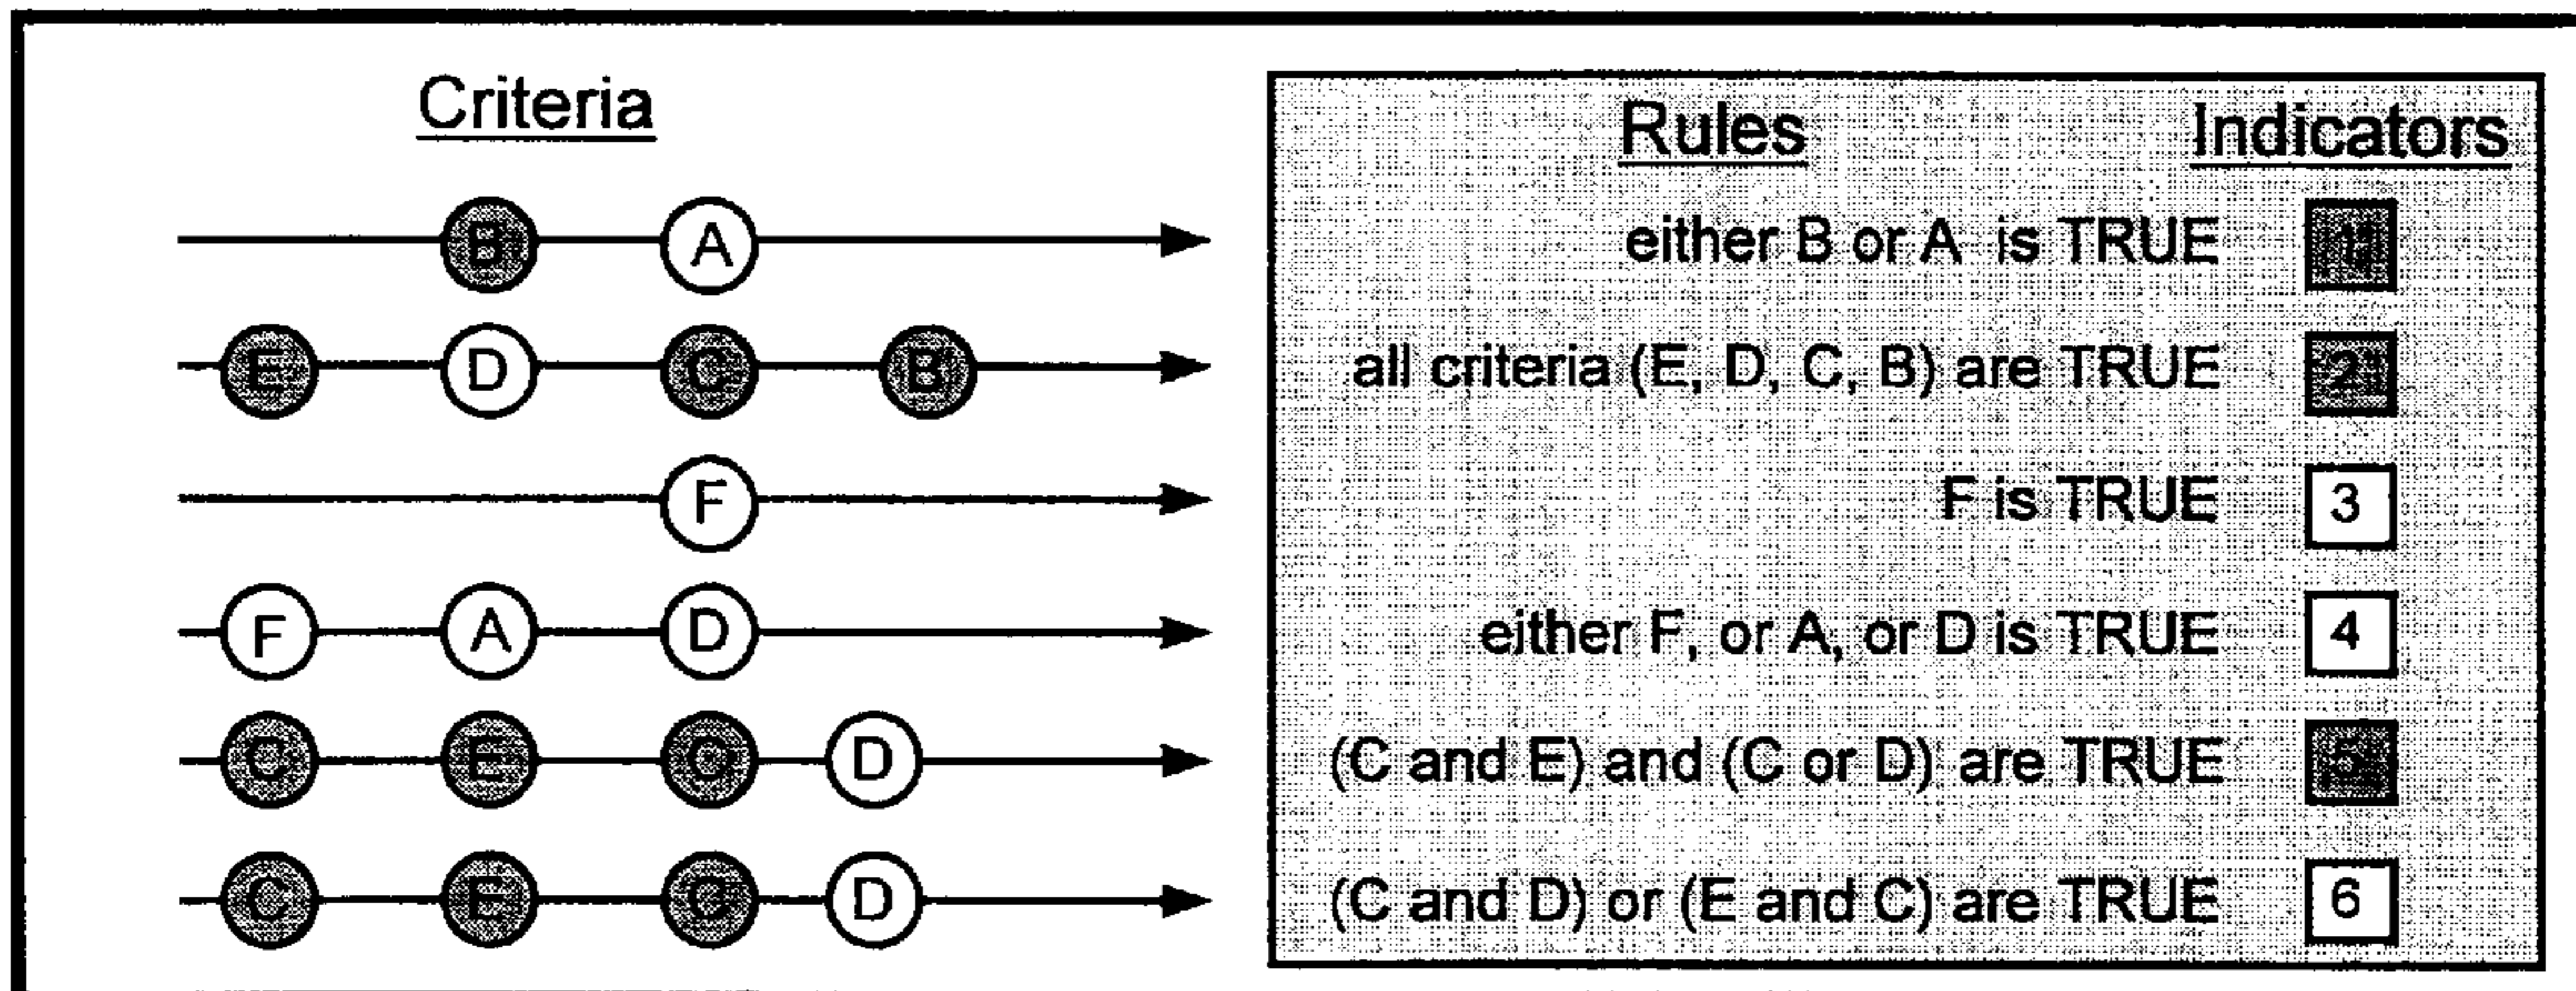 Criteria
Rules Indicators
B A either B or A is TRUE 1
E D C B all criteria (E, D, C, B) are TRUE 2
F F is TRUE 3
F A D either F, or A, or D is TRUE 4
C E C D (C and E) and (C or D) are TRUE 5
C E C D (C and D) or (E and C) are TRUE 6